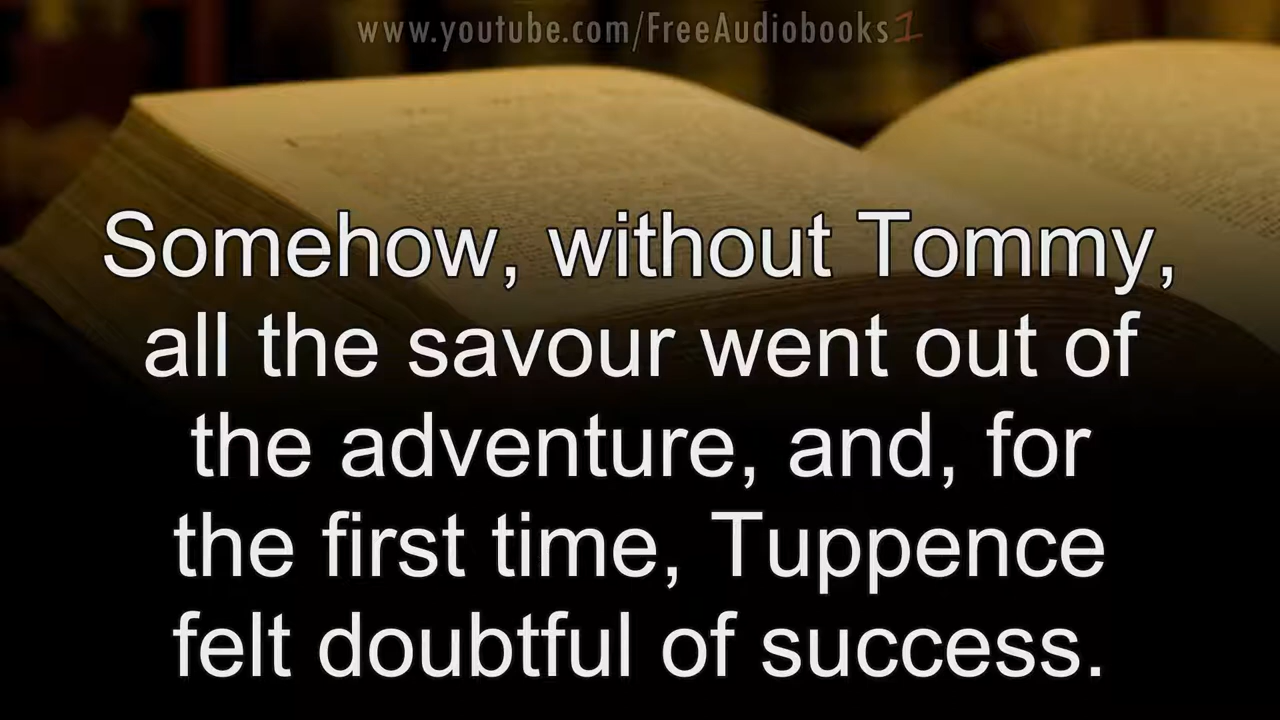 www.youtube.com/FreeAudiobooks1
Somehow, without Tommy,
all the savour went out of
the adventure, and, for
the first time, Tuppence
felt doubtful of success.